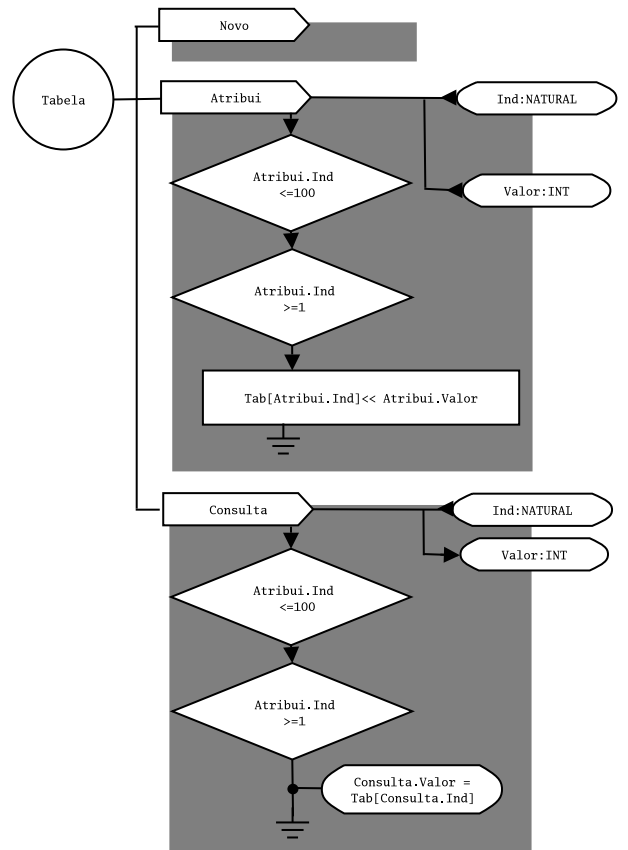 Novo
Tabela
Atribui
Ind:NATURAL
Valor:INT
Atribui.Ind
<=100
Atribui.Ind
>=1
Tab[Atribui.Ind]<< Atribui.Valor
Consulta
Ind:NATURAL
Valor:INT
Atribui.Ind
<=100
Atribui.Ind
>=1
Consulta.Valor =
Tab[Consulta.Ind]